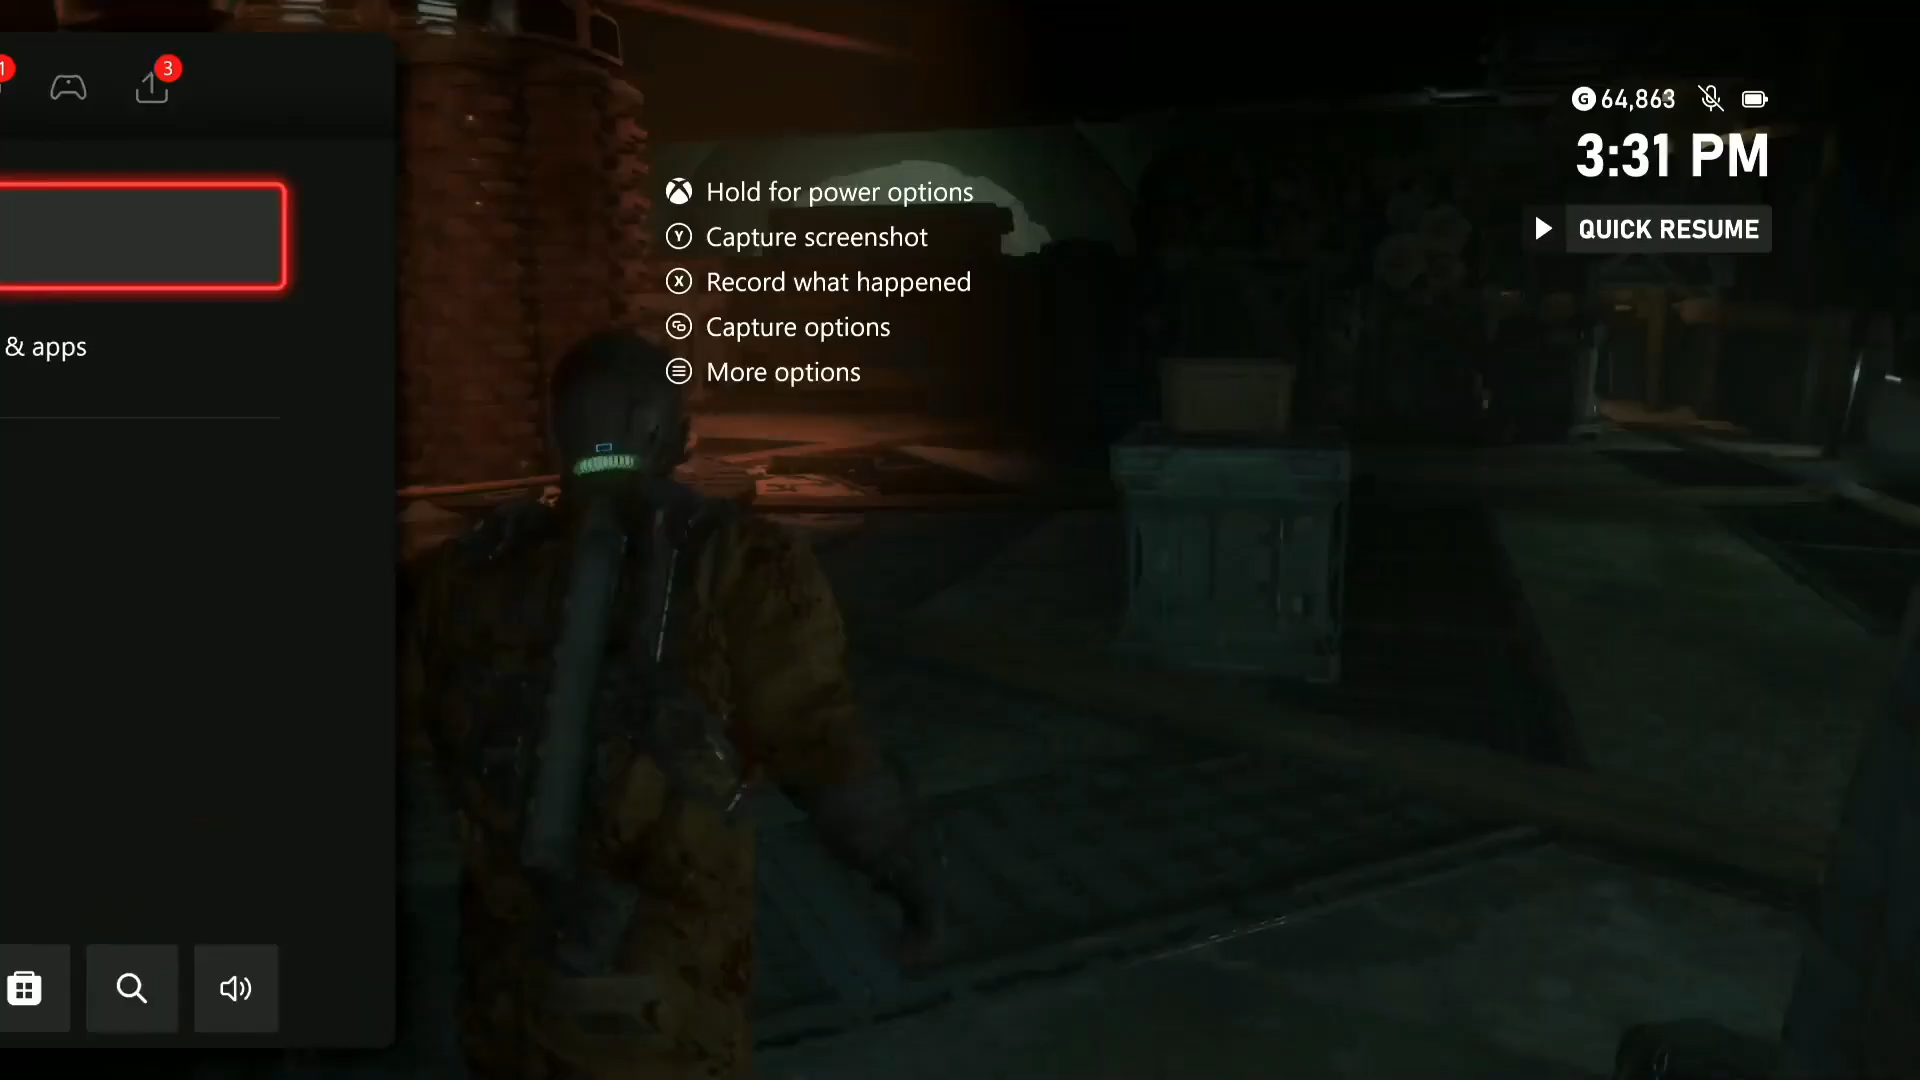 1
3
G 64,863
3:31 PM
QUICK RESUME
Hold for power options
Y Capture screenshot
X Record what happened
Capture options
More options
& apps